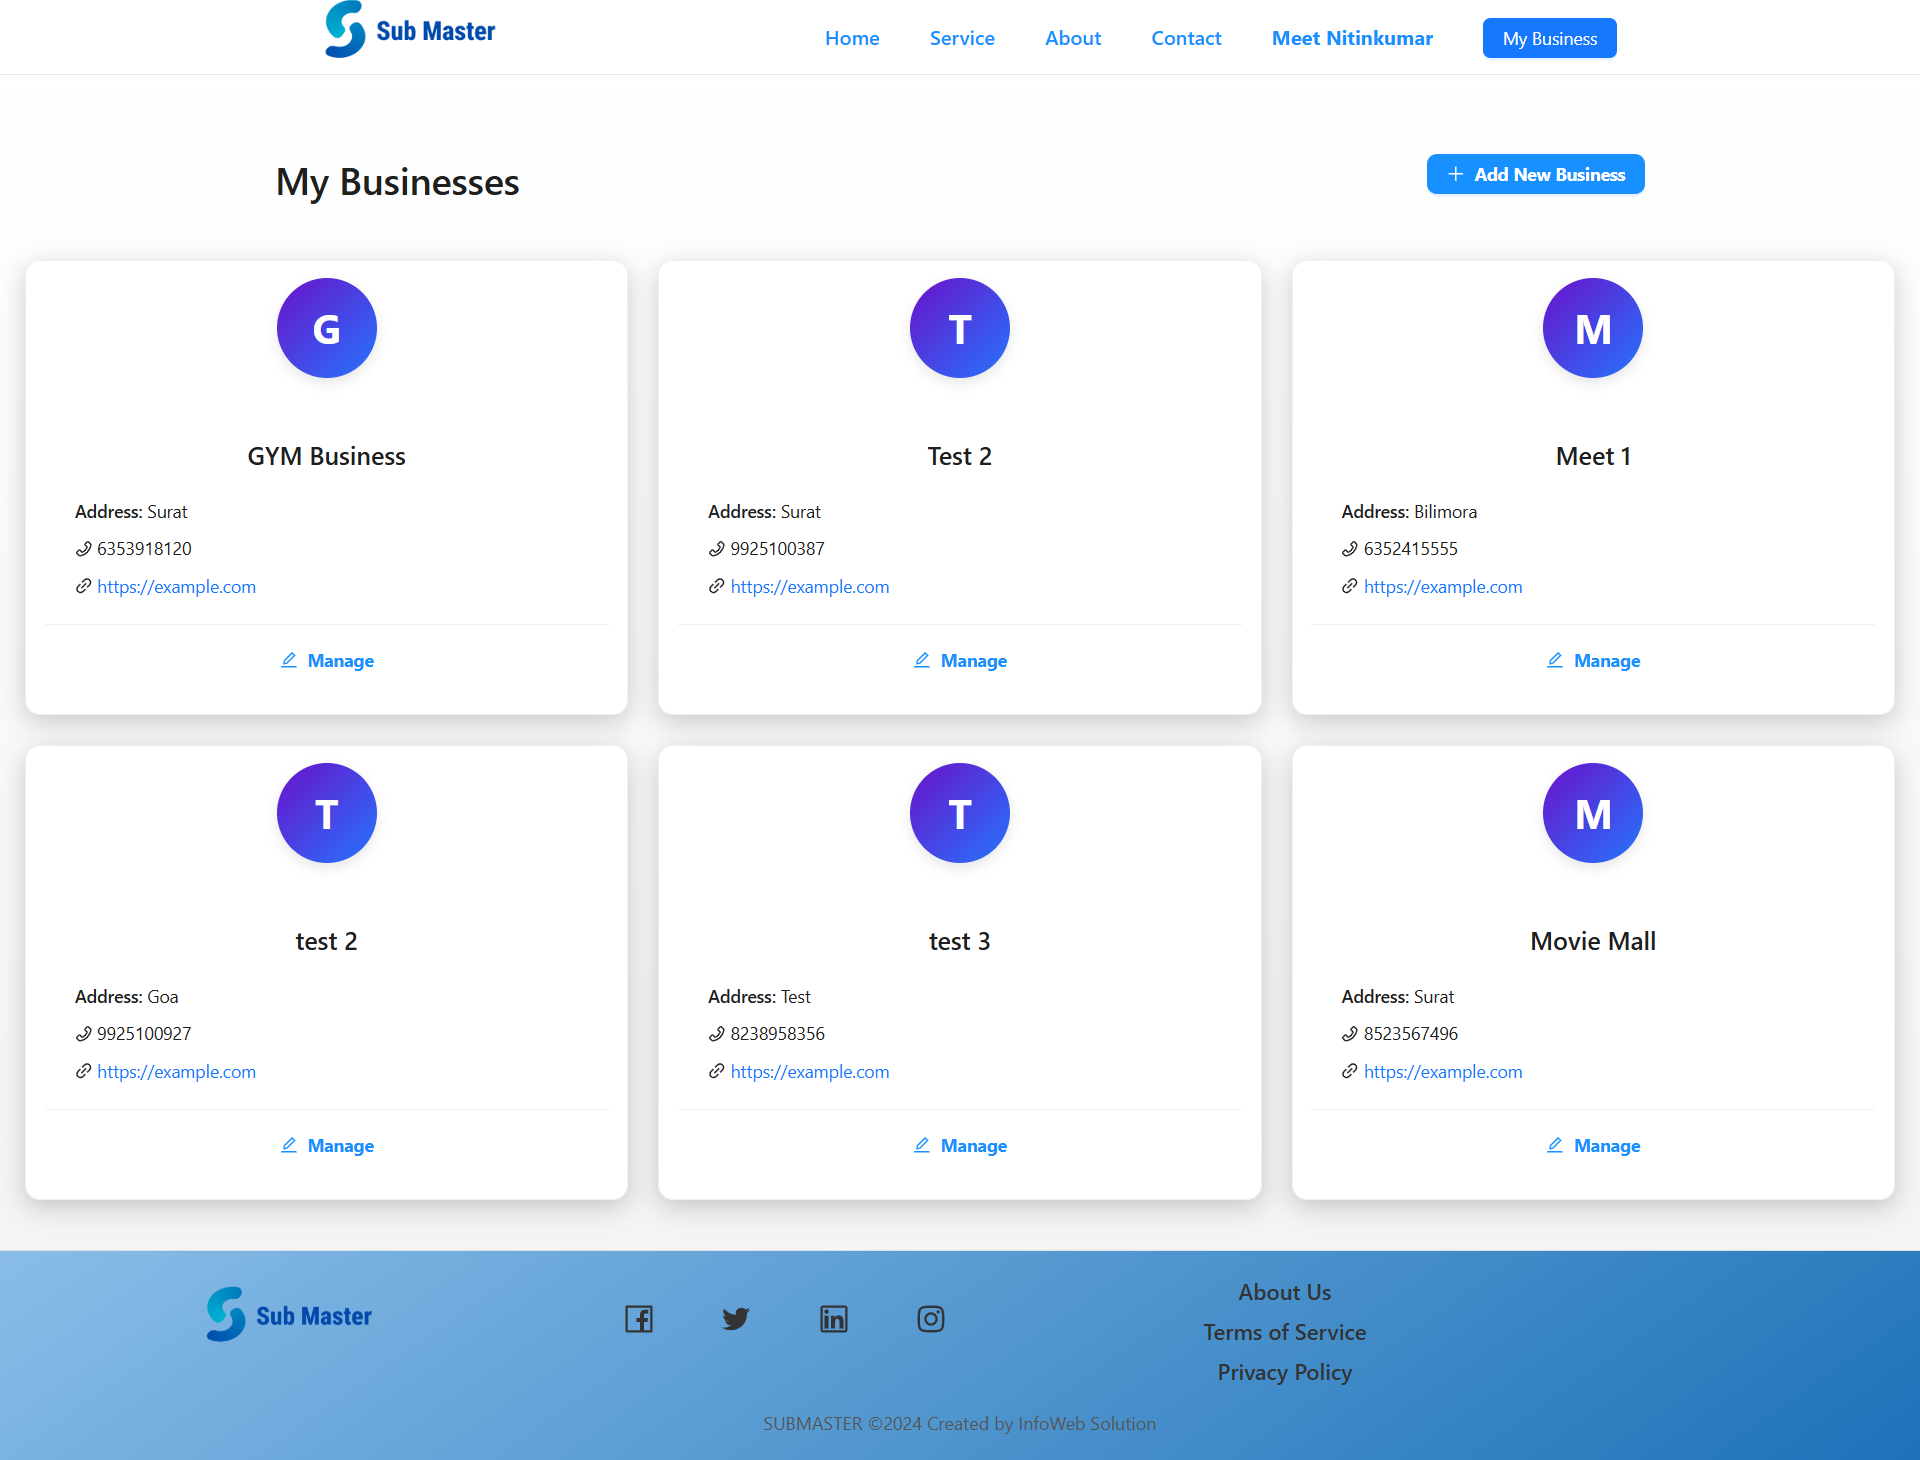 Sub Master
Home Service About Contact Meet Nitinkumar My Business
My Businesses
Add New Business
G
GYM Business
Address: Surat
6353918120
https://example.com
Manage
T
Test 2
Address: Surat
9925100387
https://example.com
Manage
M
Meet 1
Address: Bilimora
6352415555
https://example.com
Manage
T
test 2
Address: Goa
9925100927
https://example.com
Manage
T
test 3
Address: Test
8238958356
https://example.com
Manage
M
Movie Mall
Address: Surat
8523567496
https://example.com
Manage
Sub Master
About Us
Terms of Service
Privacy Policy
SUBMASTER ©2024 Created by InfoWeb Solution